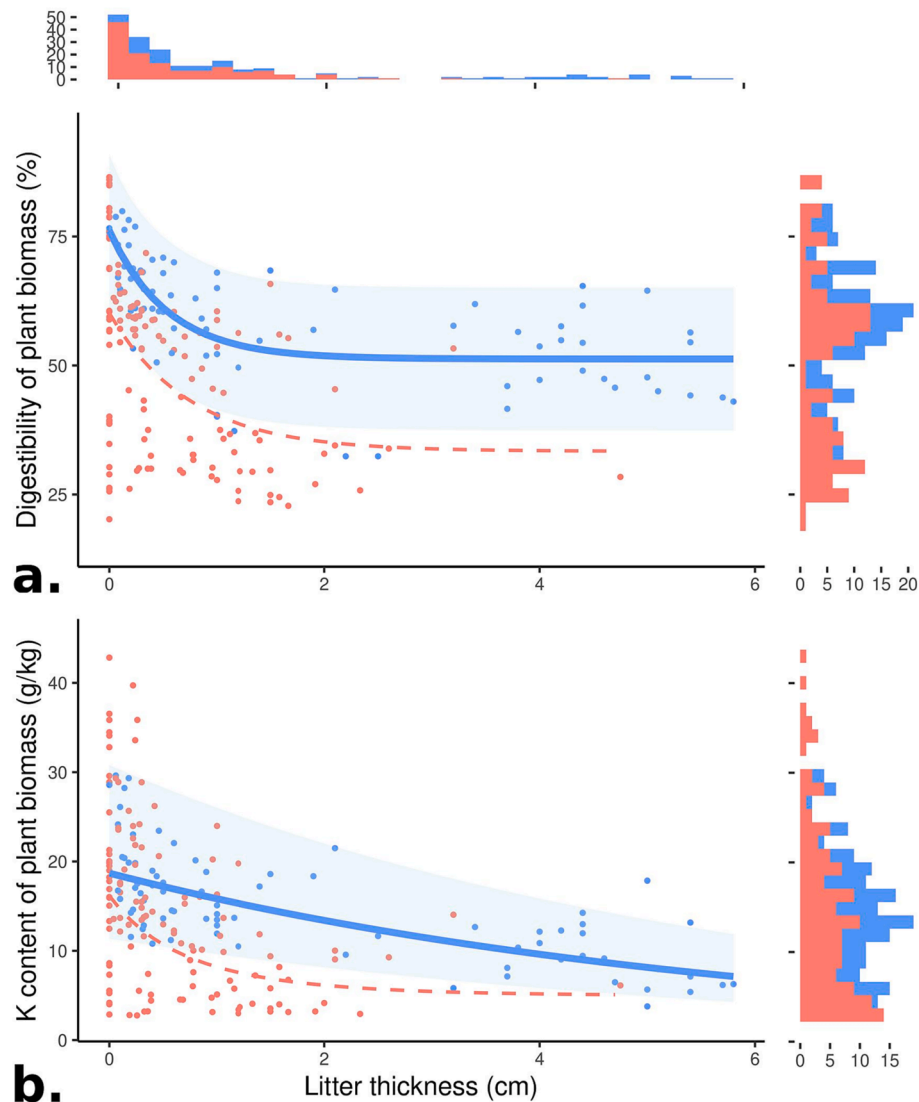 50
40
30
20
10
0
Digestibility of plant biomass (%)
75
50
25
a.
0 2 4 6
0 5 10 15 20
K content of plant biomass (g/kg)
40
30
20
10
0
b.
0 2 4 6
0 5 10 15
Litter thickness (cm)